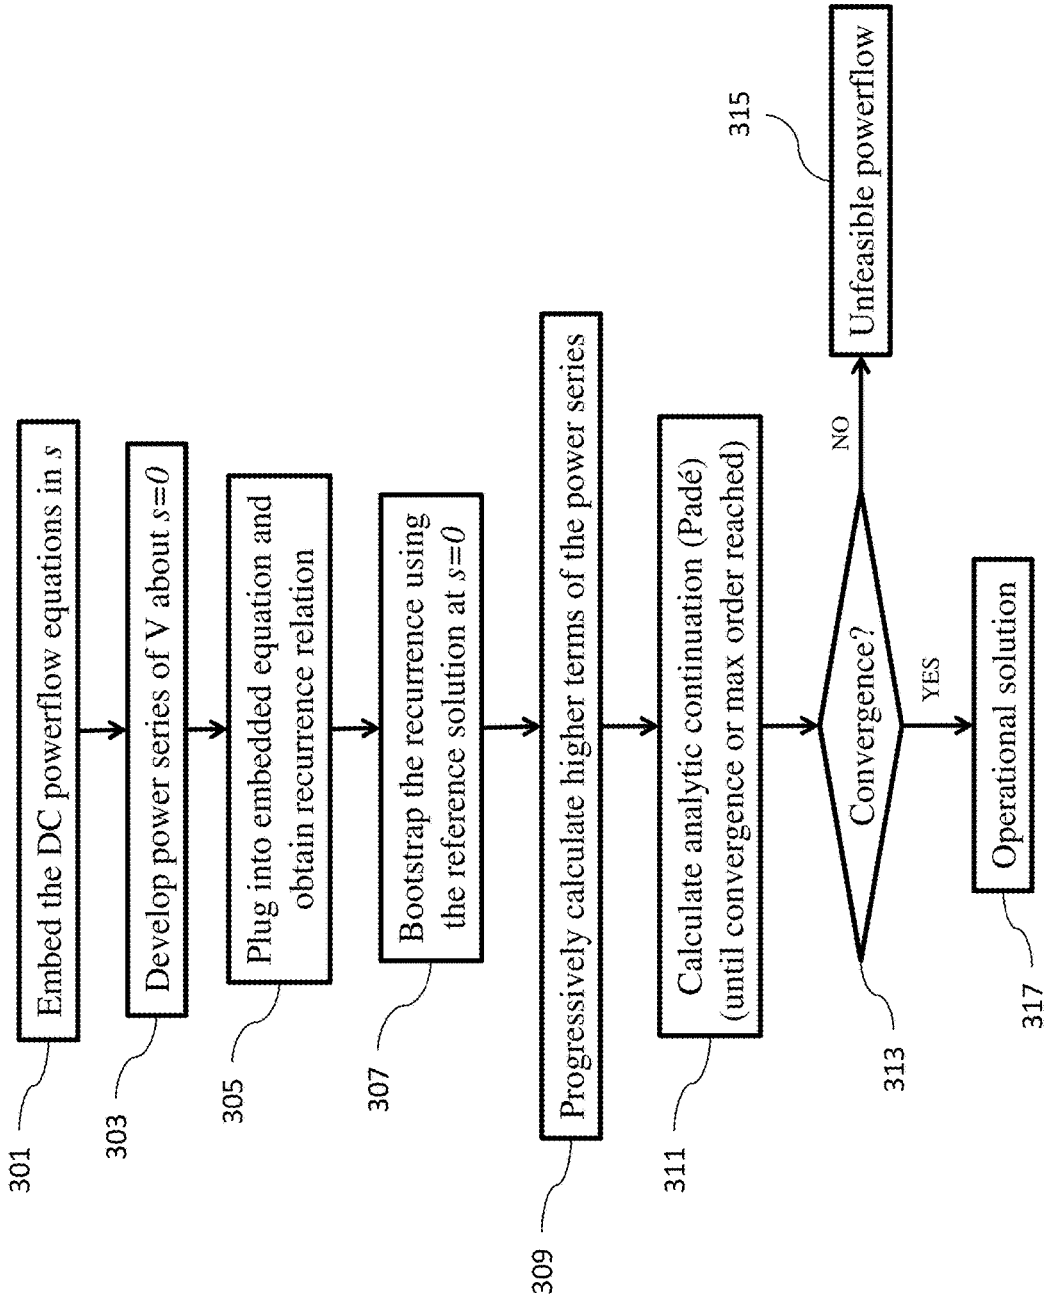 301
Embed the DC powerflow equations in s
303
Develop power series of V about s=0
305
Plug into embedded equation and
obtain recurrence relation
307
Bootstrap the recurrence using
the reference solution at s=0
309
Progressively calculate higher terms of the power series
311
Calculate analytic continuation (Padé)
(until convergence or max order reached)
313
Convergence?
NO
315
Unfeasible powerflow
YES
317
Operational solution